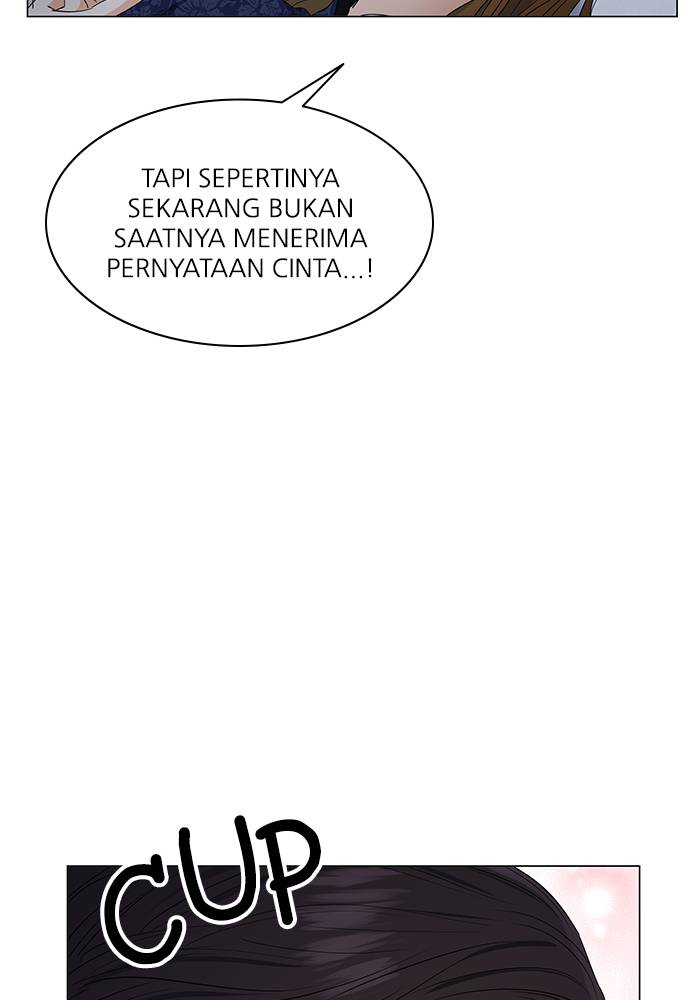 TAPI SEPERTINYA
SEKARANG BUKAN
SAATNYA MENERIMA
PERNYATAAN CINTA...!
CUP